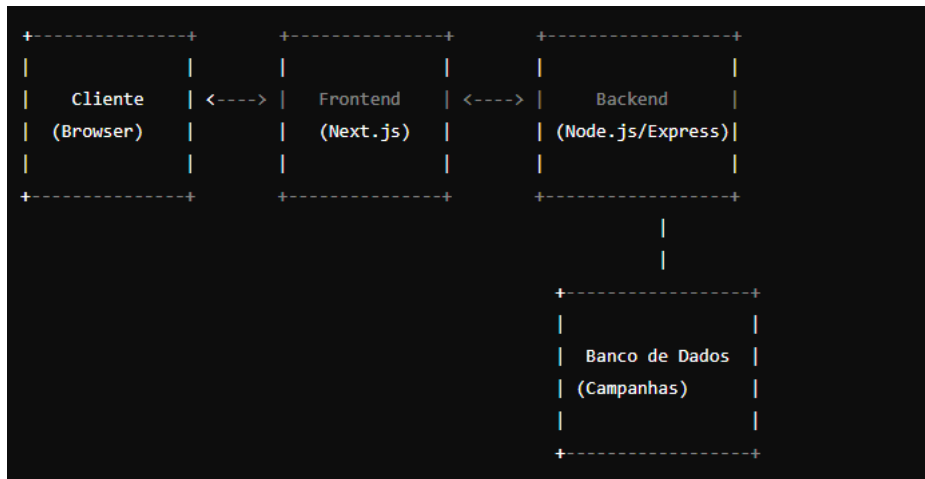 Cliente
(Browser)
Frontend
(Next.js)
Backend
(Node.js/Express)
Banco de Dados
(Campanhas)